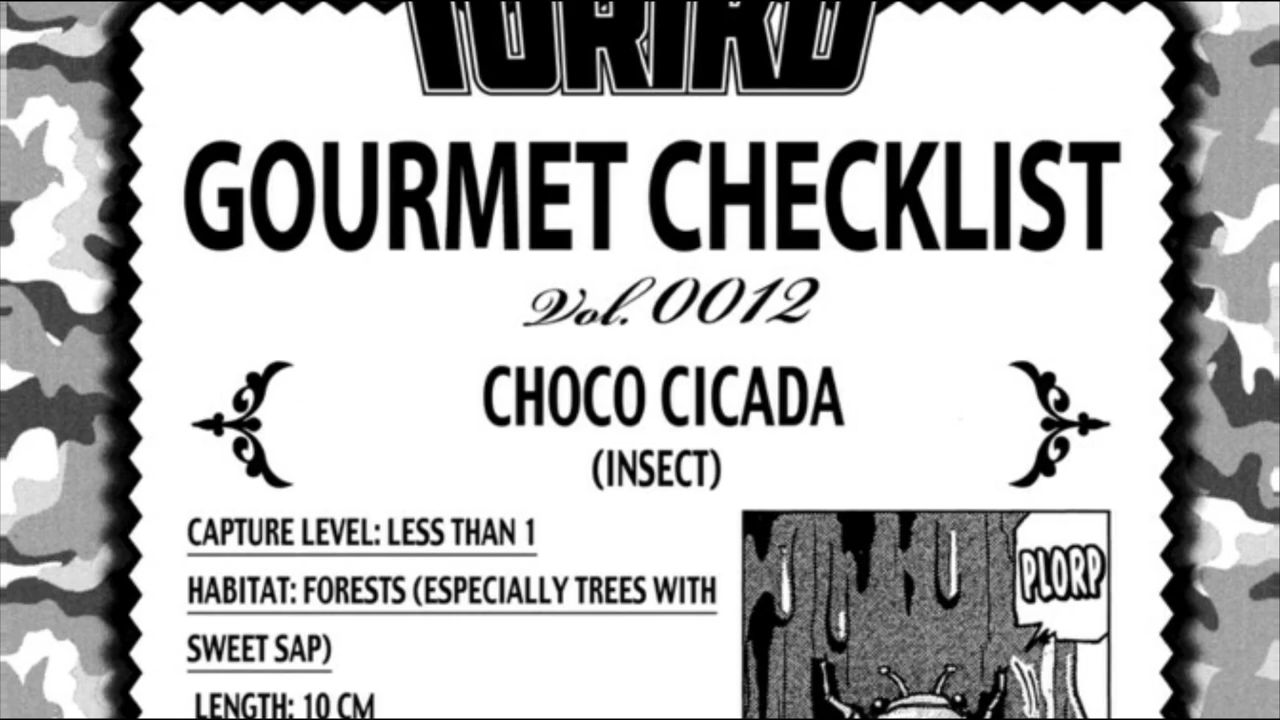 TORIKO
GOURMET CHECKLIST
Vol. 0012
CHOCO CICADA
(INSECT)
CAPTURE LEVEL: LESS THAN 1
HABITAT: FORESTS (ESPECIALLY TREES WITH
SWEET SAP)
LENGTH: 10 CM
PLORP